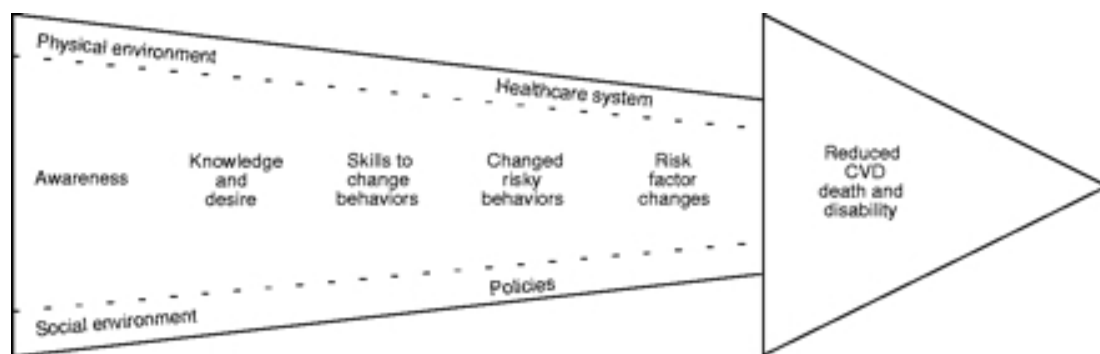 Physical environment
Healthcare system
Awareness
Knowledge
and
desire
Skills to
change
behaviors
Changed
risky
behaviors
Risk
factor
changes
Reduced
CVD
death and
disability
Policies
Social environment